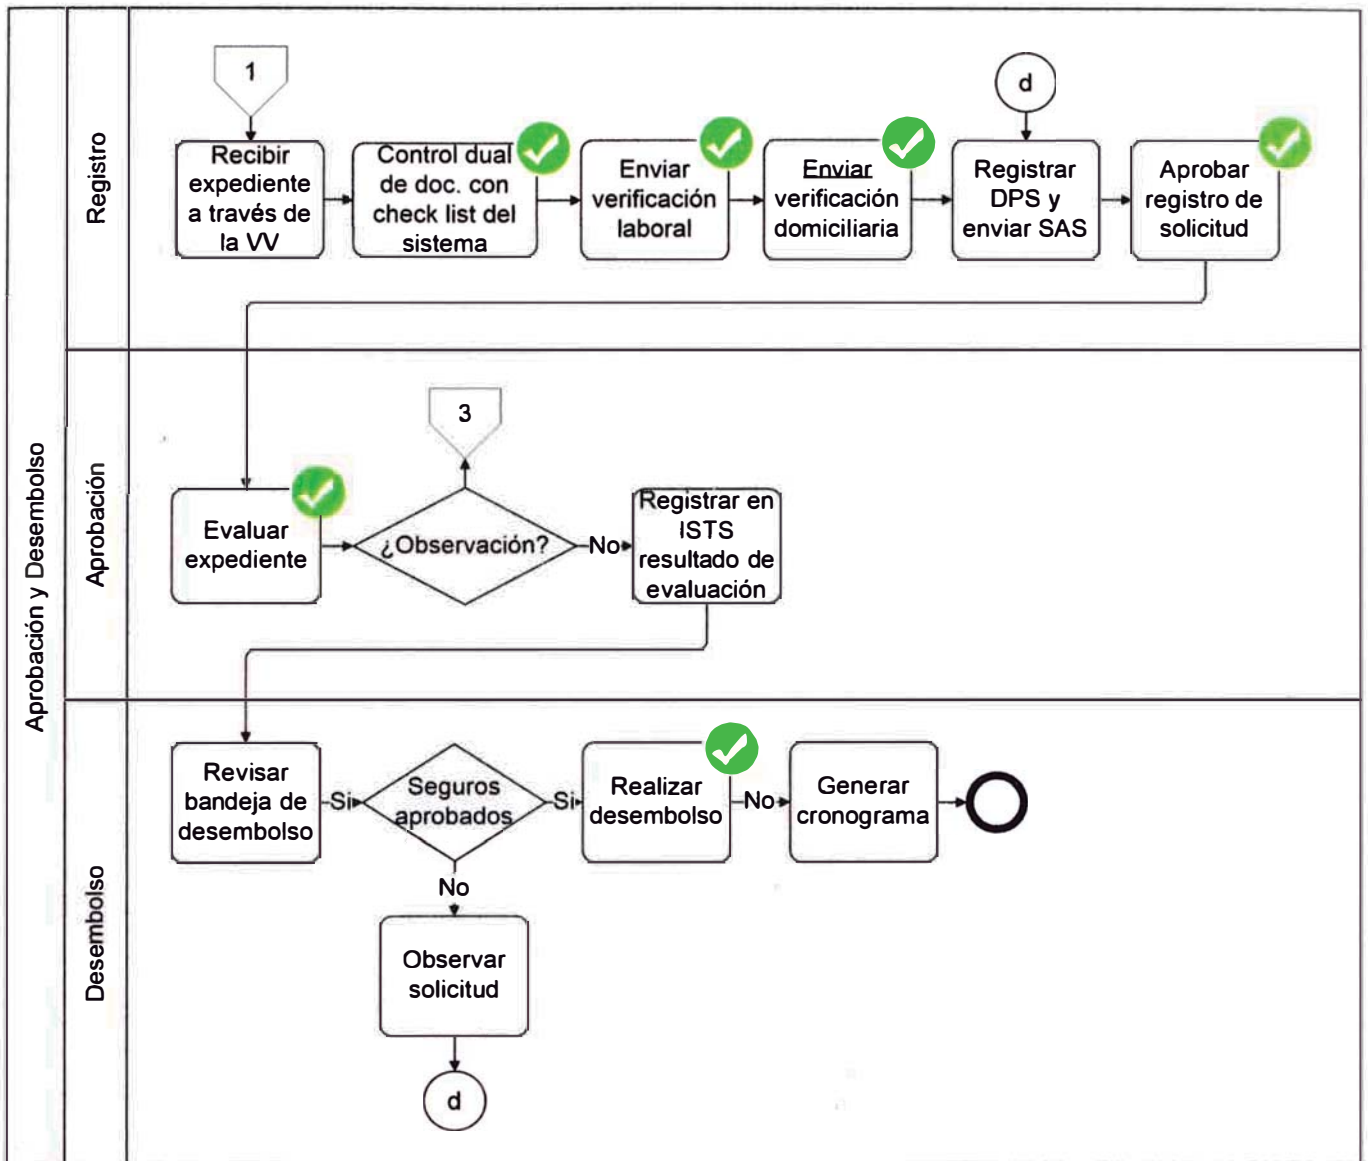 Aprobación y Desembolso
Registro
1
d
Recibir
expediente
a través de
la VV
Control dual
de doc. con
check list del
sistema
Enviar
verificación
laboral
Enviar
verificación
domiciliaria
Registrar
DPS y
enviar SAS
Aprobar
registro de
solicitud
Aprobación
3
Evaluar
expediente
¿Observación?
No
Registrar en
ISTS
resultado de
evaluación
Desembolso
Revisar
bandeja de
desembolso
Si
Seguros
aprobados
Si
Realizar
desembolso
No
Generar
cronograma
No
Observar
solicitud
d